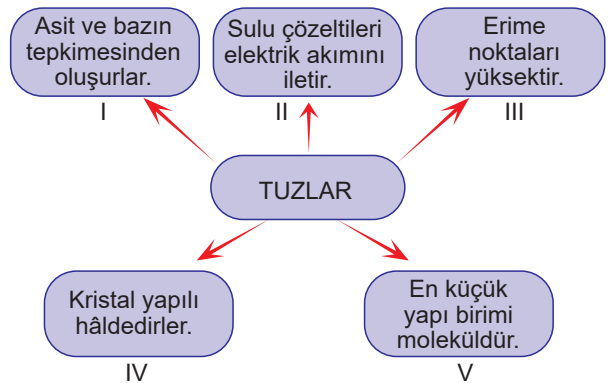 Asit ve bazın
tepkimesinden
oluşurlar.
I
Sulu çözeltileri
elektrik akımını
iletir.
II
Erime
noktaları
yüksektir.
III
TUZLAR
Kristal yapılı
hâldedirler.
IV
En küçük
yapı birimi
moleküldür.
V